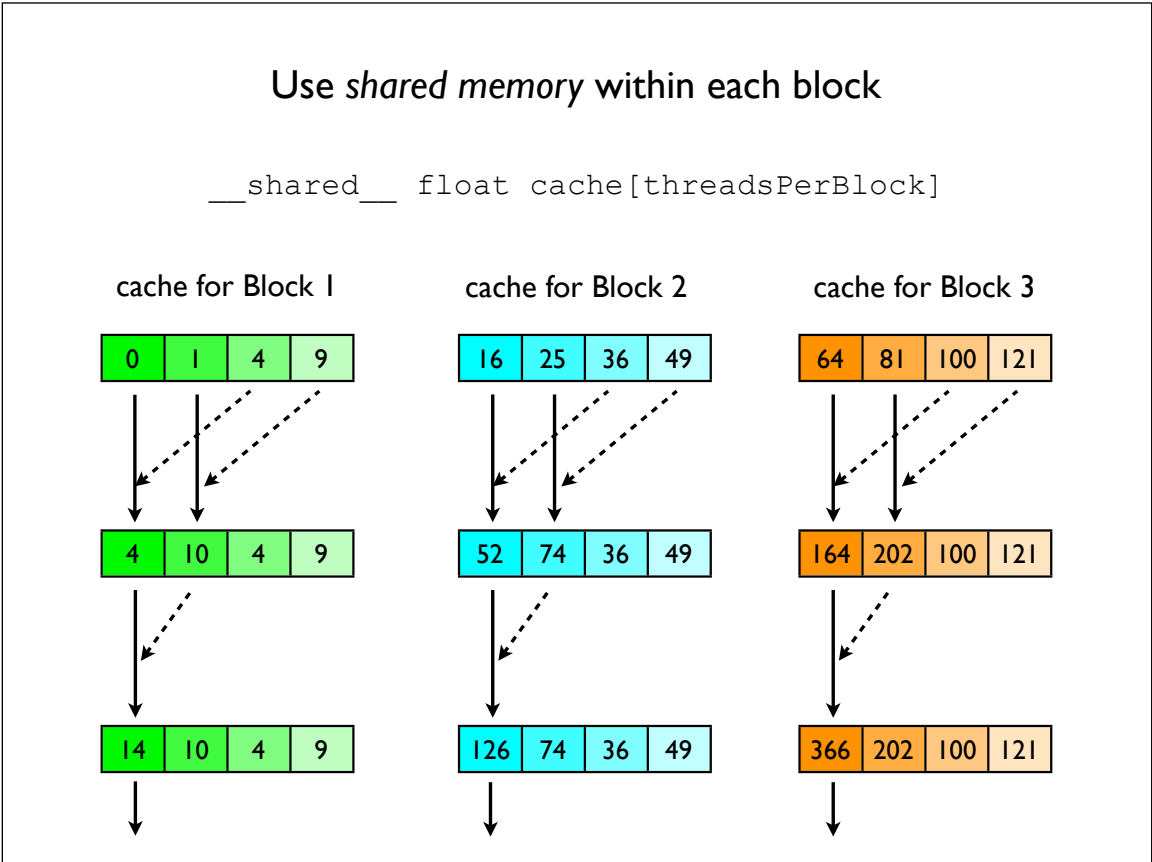 Use shared memory within each block
__shared__ float cache[threadsPerBlock]
cache for Block 1 cache for Block 2 cache for Block 3
0 1 4 9 16 25 36 49 64 81 100 121
4 10 4 9 52 74 36 49 164 202 100 121
14 10 4 9 126 74 36 49 366 202 100 121